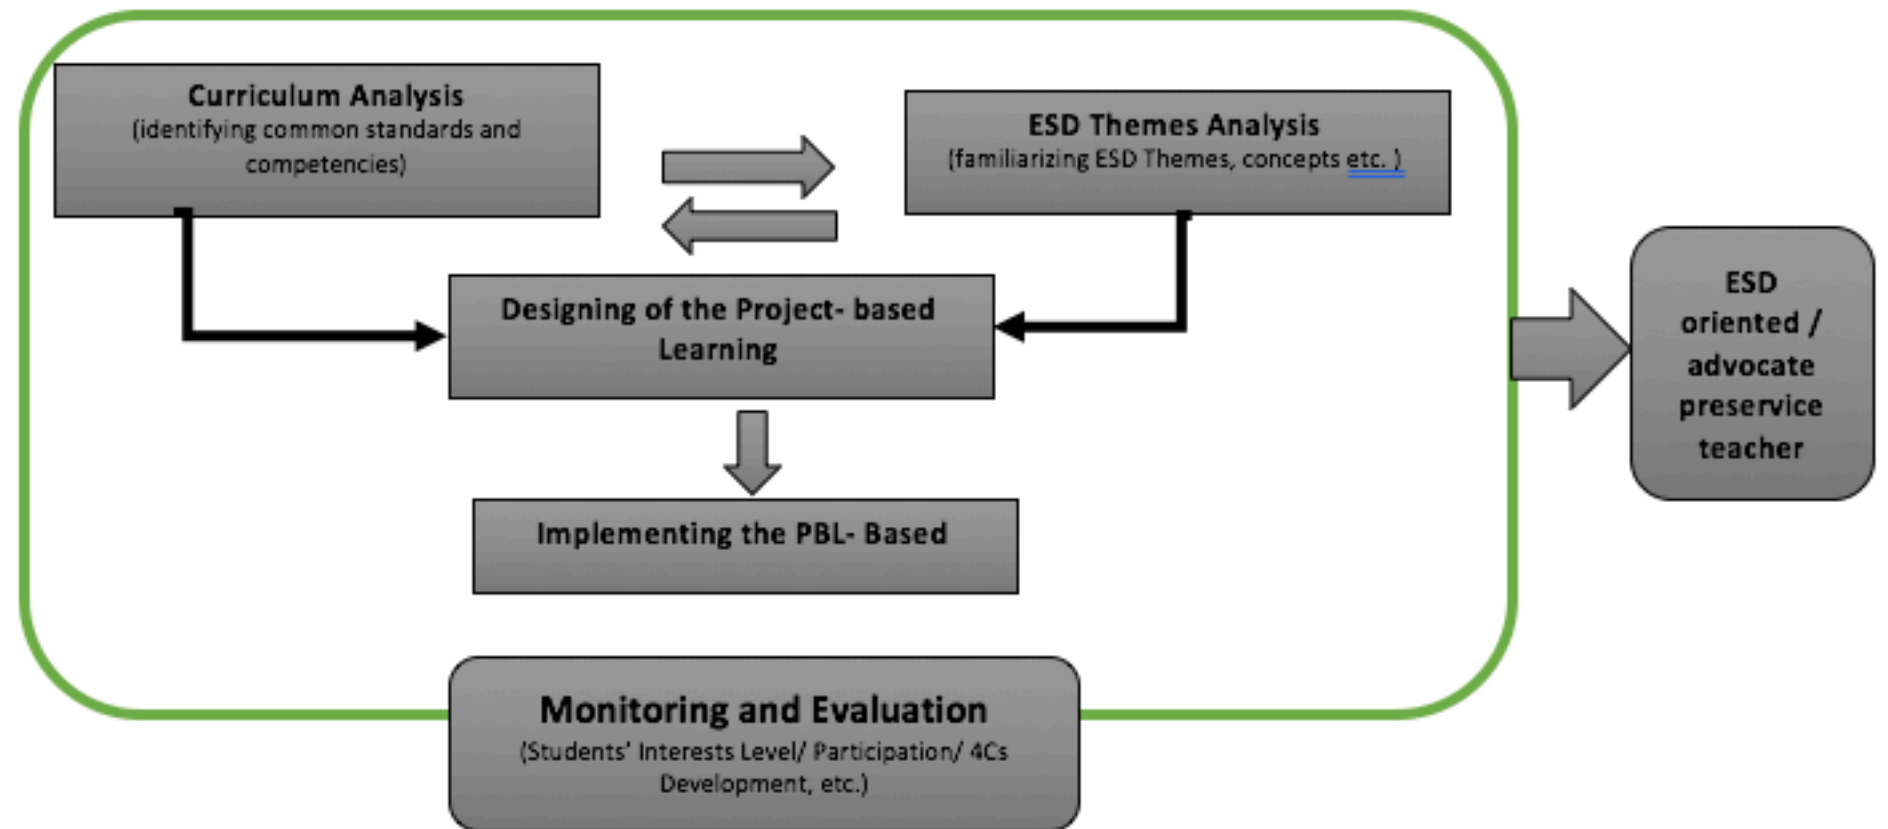 Curriculum Analysis
(identifying common standards and
competencies)
ESD Themes Analysis
(familiarizing ESD Themes, concepts etc. )
Designing of the Project- based
Learning
Implementing the PBL- Based
Monitoring and Evaluation
(Students' Interests Level/ Participation/ 4Cs
Development, etc.)
ESD
oriented /
advocate
preservice
teacher